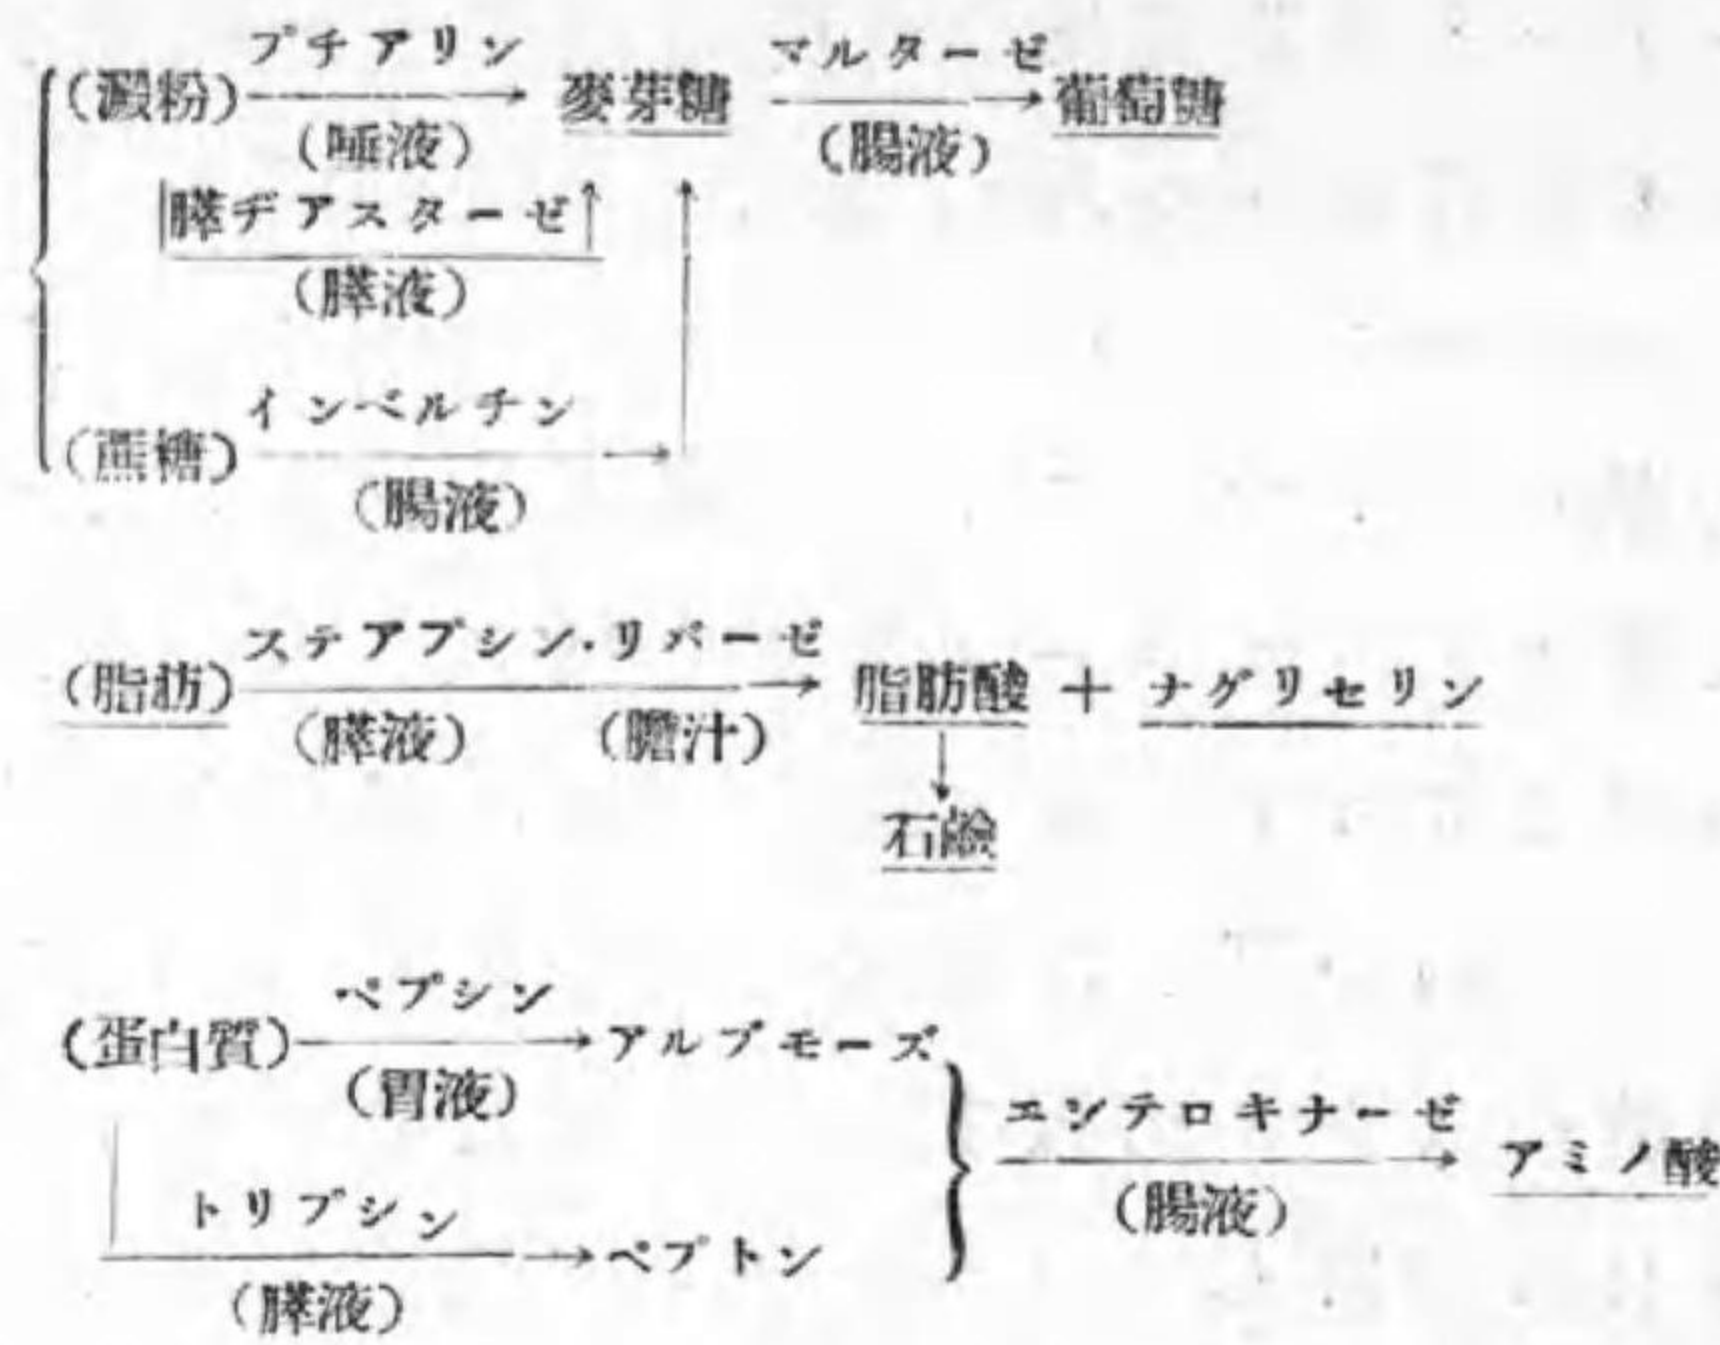 プチアリン マルターゼ
(澱粉) 麥芽糖 葡萄糖
(唾液) (腸液)
膵ヂアスターゼ
(膵液)
インベルチン
(蔗糖)
(腸液)
ステアプシン.リパーゼ
(脂肪) 脂肪酸 + ナグリセリン
(膵液) (膽汁)
石鹼
ペプシン
(蛋白質) アルブモーズ
(胃液)
エンテロキナーゼ
アミノ酸
(腸液)
トリプシン
ペプトン
(膵液)